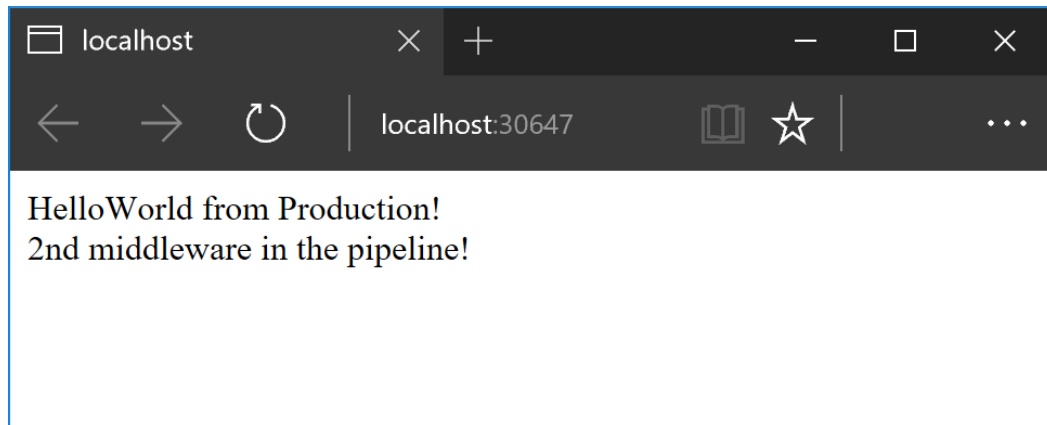 localhost
localhost:30647
HelloWorld from Production!
2nd middleware in the pipeline!